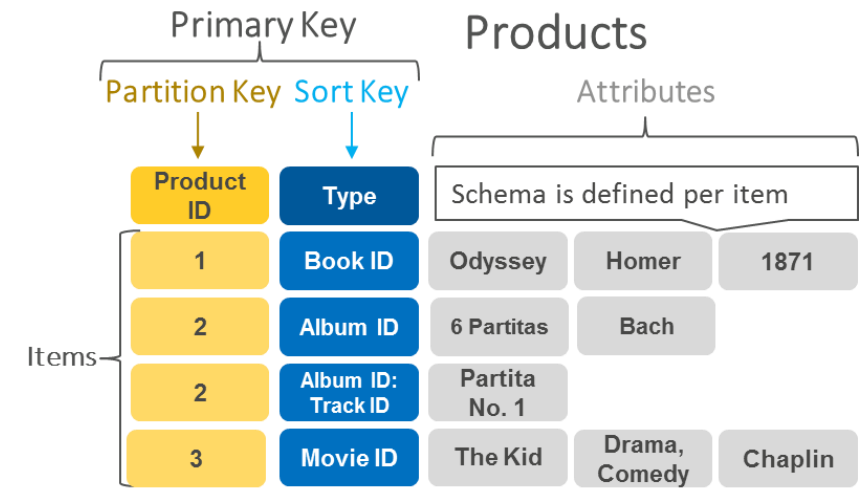 Primary Key
Products
Partition Key
Sort Key
Attributes
Product
ID
Type
Schema is defined per item
1
Book ID
Odyssey
Homer
1871
Items
2
Album ID
6 Partitas
Bach
2
Album ID:
Track ID
Partita
No. 1
3
Movie ID
The Kid
Drama,
Comedy
Chaplin